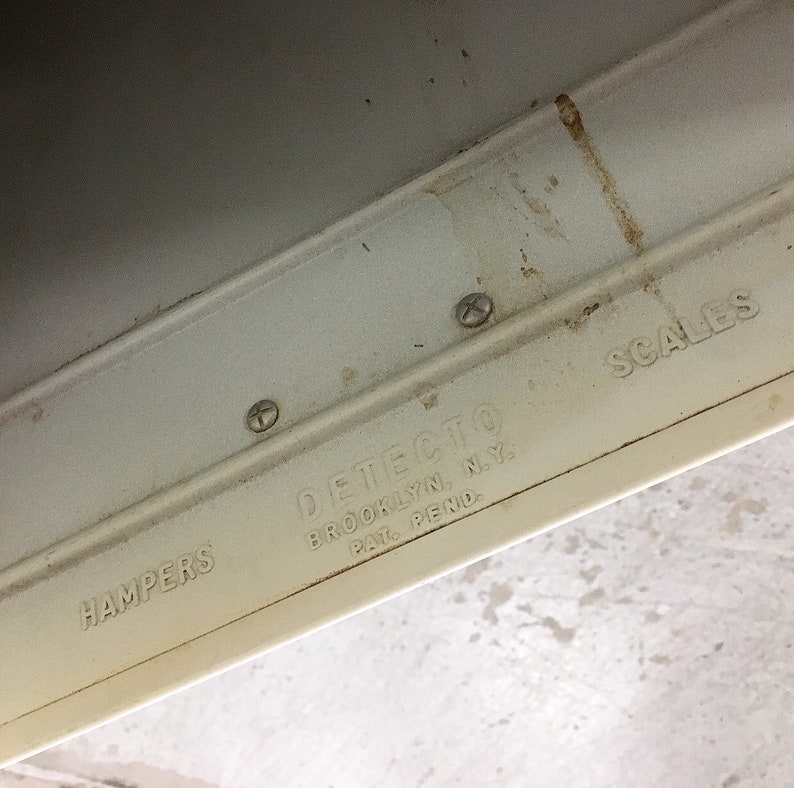 HAMPERS
DETECTO
BROOKLYN, N.Y.
PAT. PEND.
SCALES